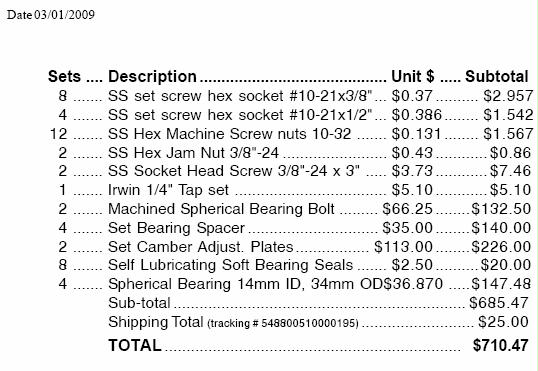 Date 03/01/2009
Sets .... Description ........................................... Unit $ ..... Subtotal
8 ....... SS set screw hex socket #10-21x3/8" ... $0.37 .......... $2.957
4 ....... SS set screw hex socket #10-21x1/2" ... $0.386 ........ $1.542
12 ....... SS Hex Machine Screw nuts 10-32 ....... $0.131 ........ $1.567
2 ....... SS Hex Jam Nut 3/8"-24 ........................ $0.43 ............ $0.86
2 ....... SS Socket Head Screw 3/8"-24 x 3" ..... $3.73 ............ $7.46
1 ....... Irwin 1/4" Tap set ................................... $5.10 ............ $5.10
2 ....... Machined Spherical Bearing Bolt ......... $66.25 ........ $132.50
4 ....... Set Bearing Spacer ............................... $35.00 ........ $140.00
2 ....... Set Camber Adjust. Plates .................. $113.00 ........ $226.00
8 ....... Self Lubricating Soft Bearing Seals ...... $2.50 .......... $20.00
4 ....... Spherical Bearing 14mm ID, 34mm OD$36.870 ..... $147.48
Sub-total .................................................................. $685.47
Shipping Total (tracking # 548800510000195) .......................... $25.00
TOTAL .................................................................... $710.47